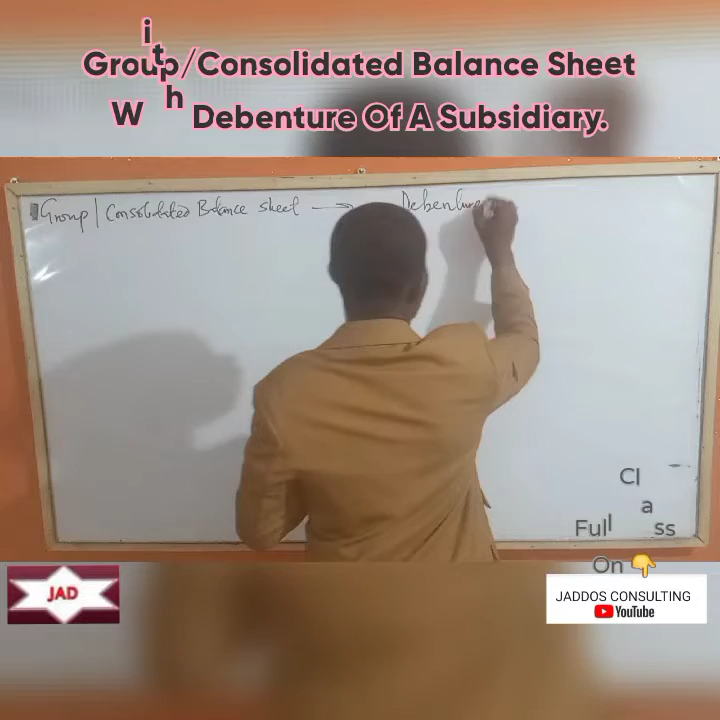 Group/Consolidated Balance Sheet
With Debenture Of A Subsidiary.
Group | Consolidated Balance sheet → Debenture
Full Class
On 👇
JAD
JADDOS CONSULTING
YouTube